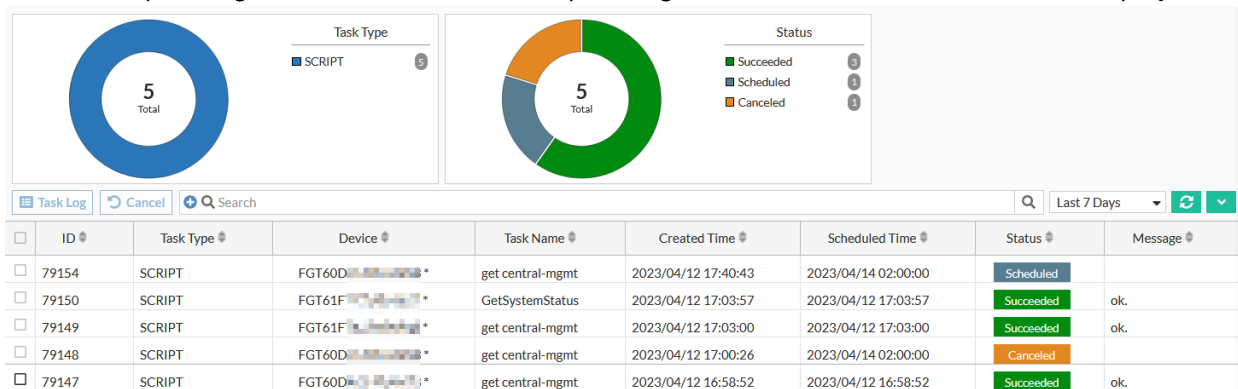 Task Type
SCRIPT 5
5
Total
Status
Succeeded 3
Scheduled 1
Canceled 1
5
Total
Task Log Cancel Search Last 7 Days
ID Task Type Device Task Name Created Time Scheduled Time Status Message
79154 SCRIPT FGT60D * get central-mgmt 2023/04/12 17:40:43 2023/04/14 02:00:00 Scheduled
79150 SCRIPT FGT61F * GetSystemStatus 2023/04/12 17:03:57 2023/04/12 17:03:57 Succeeded ok.
79149 SCRIPT FGT61F * get central-mgmt 2023/04/12 17:03:00 2023/04/12 17:03:00 Succeeded ok.
79148 SCRIPT FGT60D * get central-mgmt 2023/04/12 17:00:26 2023/04/14 02:00:00 Canceled
79147 SCRIPT FGT60D * get central-mgmt 2023/04/12 16:58:52 2023/04/12 16:58:52 Succeeded ok.